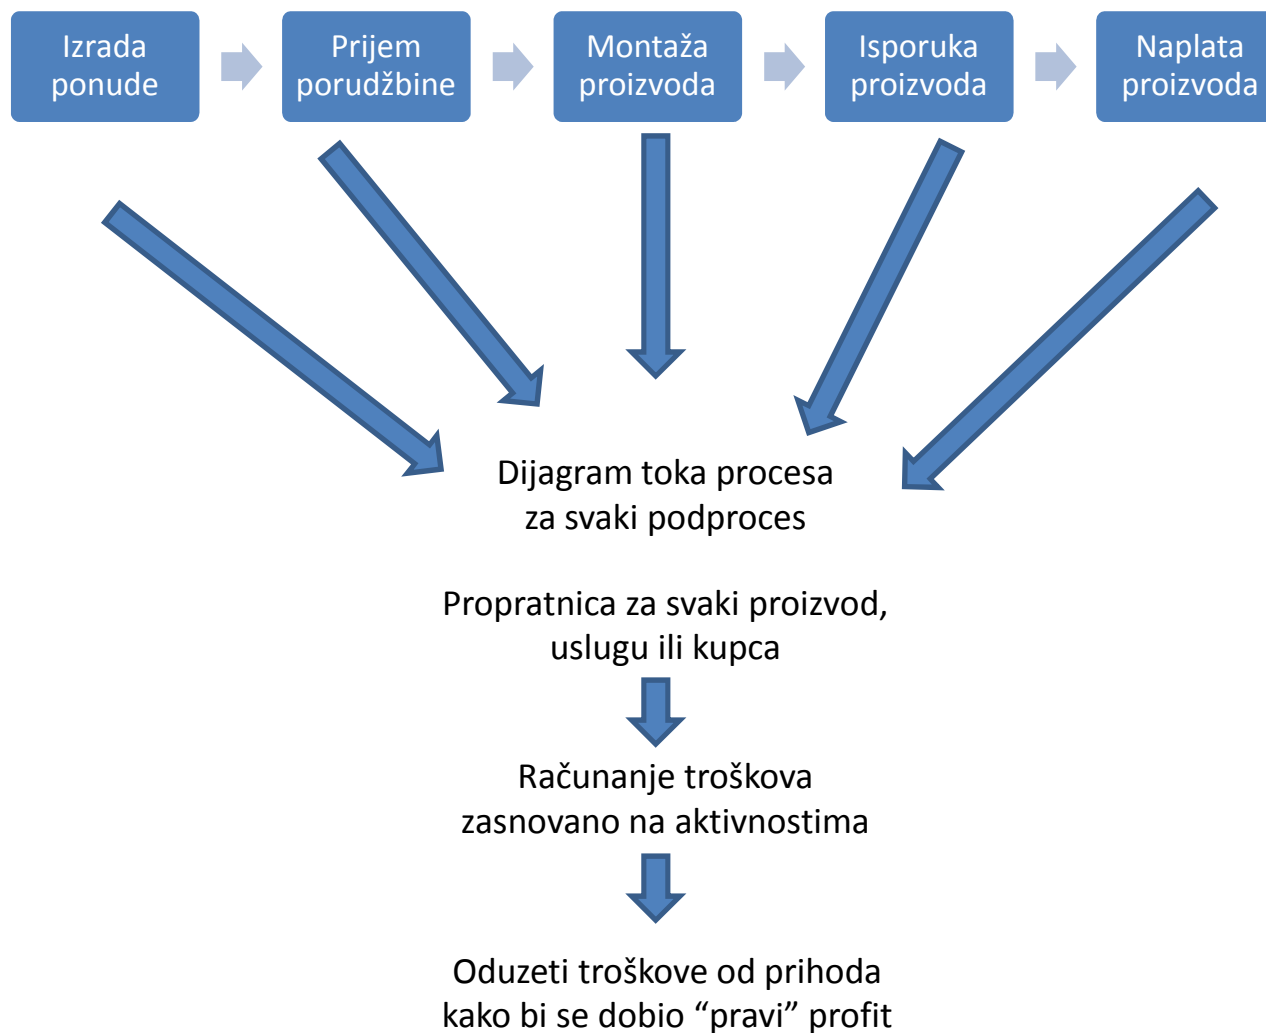 Izrada
ponude
Prijem
porudžbine
Montaža
proizvoda
Isporuka
proizvoda
Naplata
proizvoda
Dijagram toka procesa
za svaki podproces
Propratnica za svaki proizvod,
uslugu ili kupca
Računanje troškova
zasnovano na aktivnostima
Oduzeti troškove od prihoda
kako bi se dobio “pravi” profit